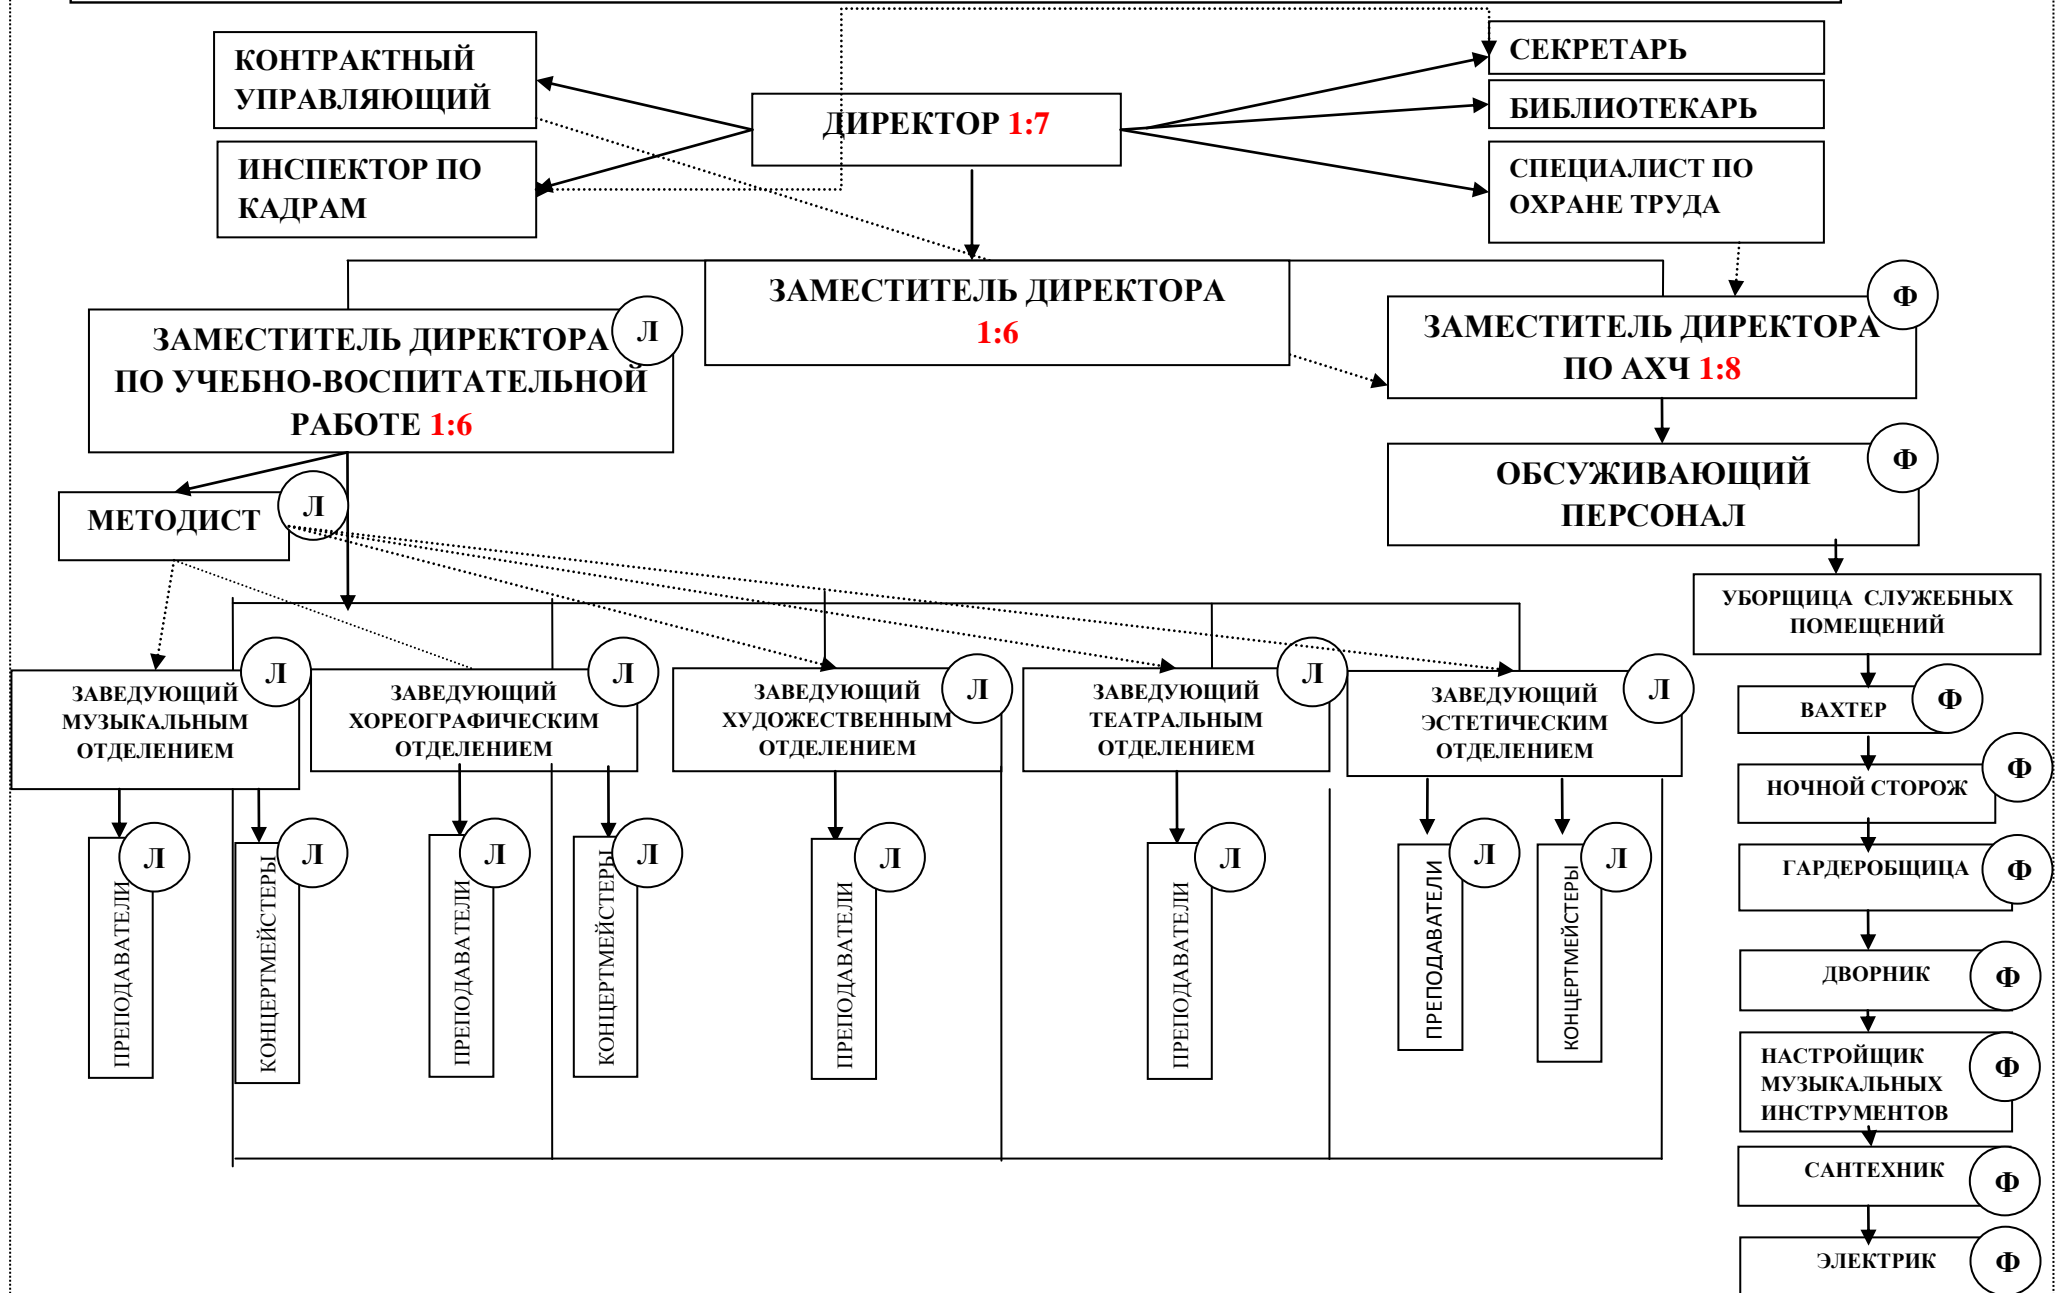 КОНТРАКТНЫЙ
УПРАВЛЯЮЩИЙ
ИНСПЕКТОР ПО
КАДРАМ
ДИРЕКТОР 1:7
СЕКРЕТАРЬ
БИБЛИОТЕКАРЬ
СПЕЦИАЛИСТ ПО
ОХРАНЕ ТРУДА
ЗАМЕСТИТЕЛЬ ДИРЕКТОРА
1:6
ЗАМЕСТИТЕЛЬ ДИРЕКТОРА
ПО УЧЕБНО-ВОСПИТАТЕЛЬНОЙ
РАБОТЕ 1:6
Л
ЗАМЕСТИТЕЛЬ ДИРЕКТОРА
ПО АХЧ 1:8
Ф
МЕТОДИСТ
Л
ОБСУЖИВАЮЩИЙ
ПЕРСОНАЛ
Ф
ЗАВЕДУЮЩИЙ
МУЗЫКАЛЬНЫМ
ОТДЕЛЕНИЕМ
Л
ЗАВЕДУЮЩИЙ
ХОРЕОГРАФИЧЕСКИМ
ОТДЕЛЕНИЕМ
Л
ЗАВЕДУЮЩИЙ
ХУДОЖЕСТВЕННЫМ
ОТДЕЛЕНИЕМ
Л
ЗАВЕДУЮЩИЙ
ТЕАТРАЛЬНЫМ
ОТДЕЛЕНИЕМ
Л
ЗАВЕДУЮЩИЙ
ЭСТЕТИЧЕСКИМ
ОТДЕЛЕНИЕМ
Л
ПРЕПОДАВАТЕЛИ
Л
КОНЦЕРТМЕЙСТЕРЫ
Л
ПРЕПОДАВАТЕЛИ
Л
КОНЦЕРТМЕЙСТЕРЫ
Л
ПРЕПОДАВАТЕЛИ
Л
ПРЕПОДАВАТЕЛИ
Л
ПРЕПОДАВАТЕЛИ
Л
КОНЦЕРТМЕЙСТЕРЫ
Л
УБОРЩИЦА СЛУЖЕБНЫХ
ПОМЕЩЕНИЙ
ВАХТЕР
Ф
НОЧНОЙ СТОРОЖ
Ф
ГАРДЕРОБЩИЦА
Ф
ДВОРНИК
Ф
НАСТРОЙЩИК
МУЗЫКАЛЬНЫХ
ИНСТРУМЕНТОВ
Ф
САНТЕХНИК
Ф
ЭЛЕКТРИК
Ф